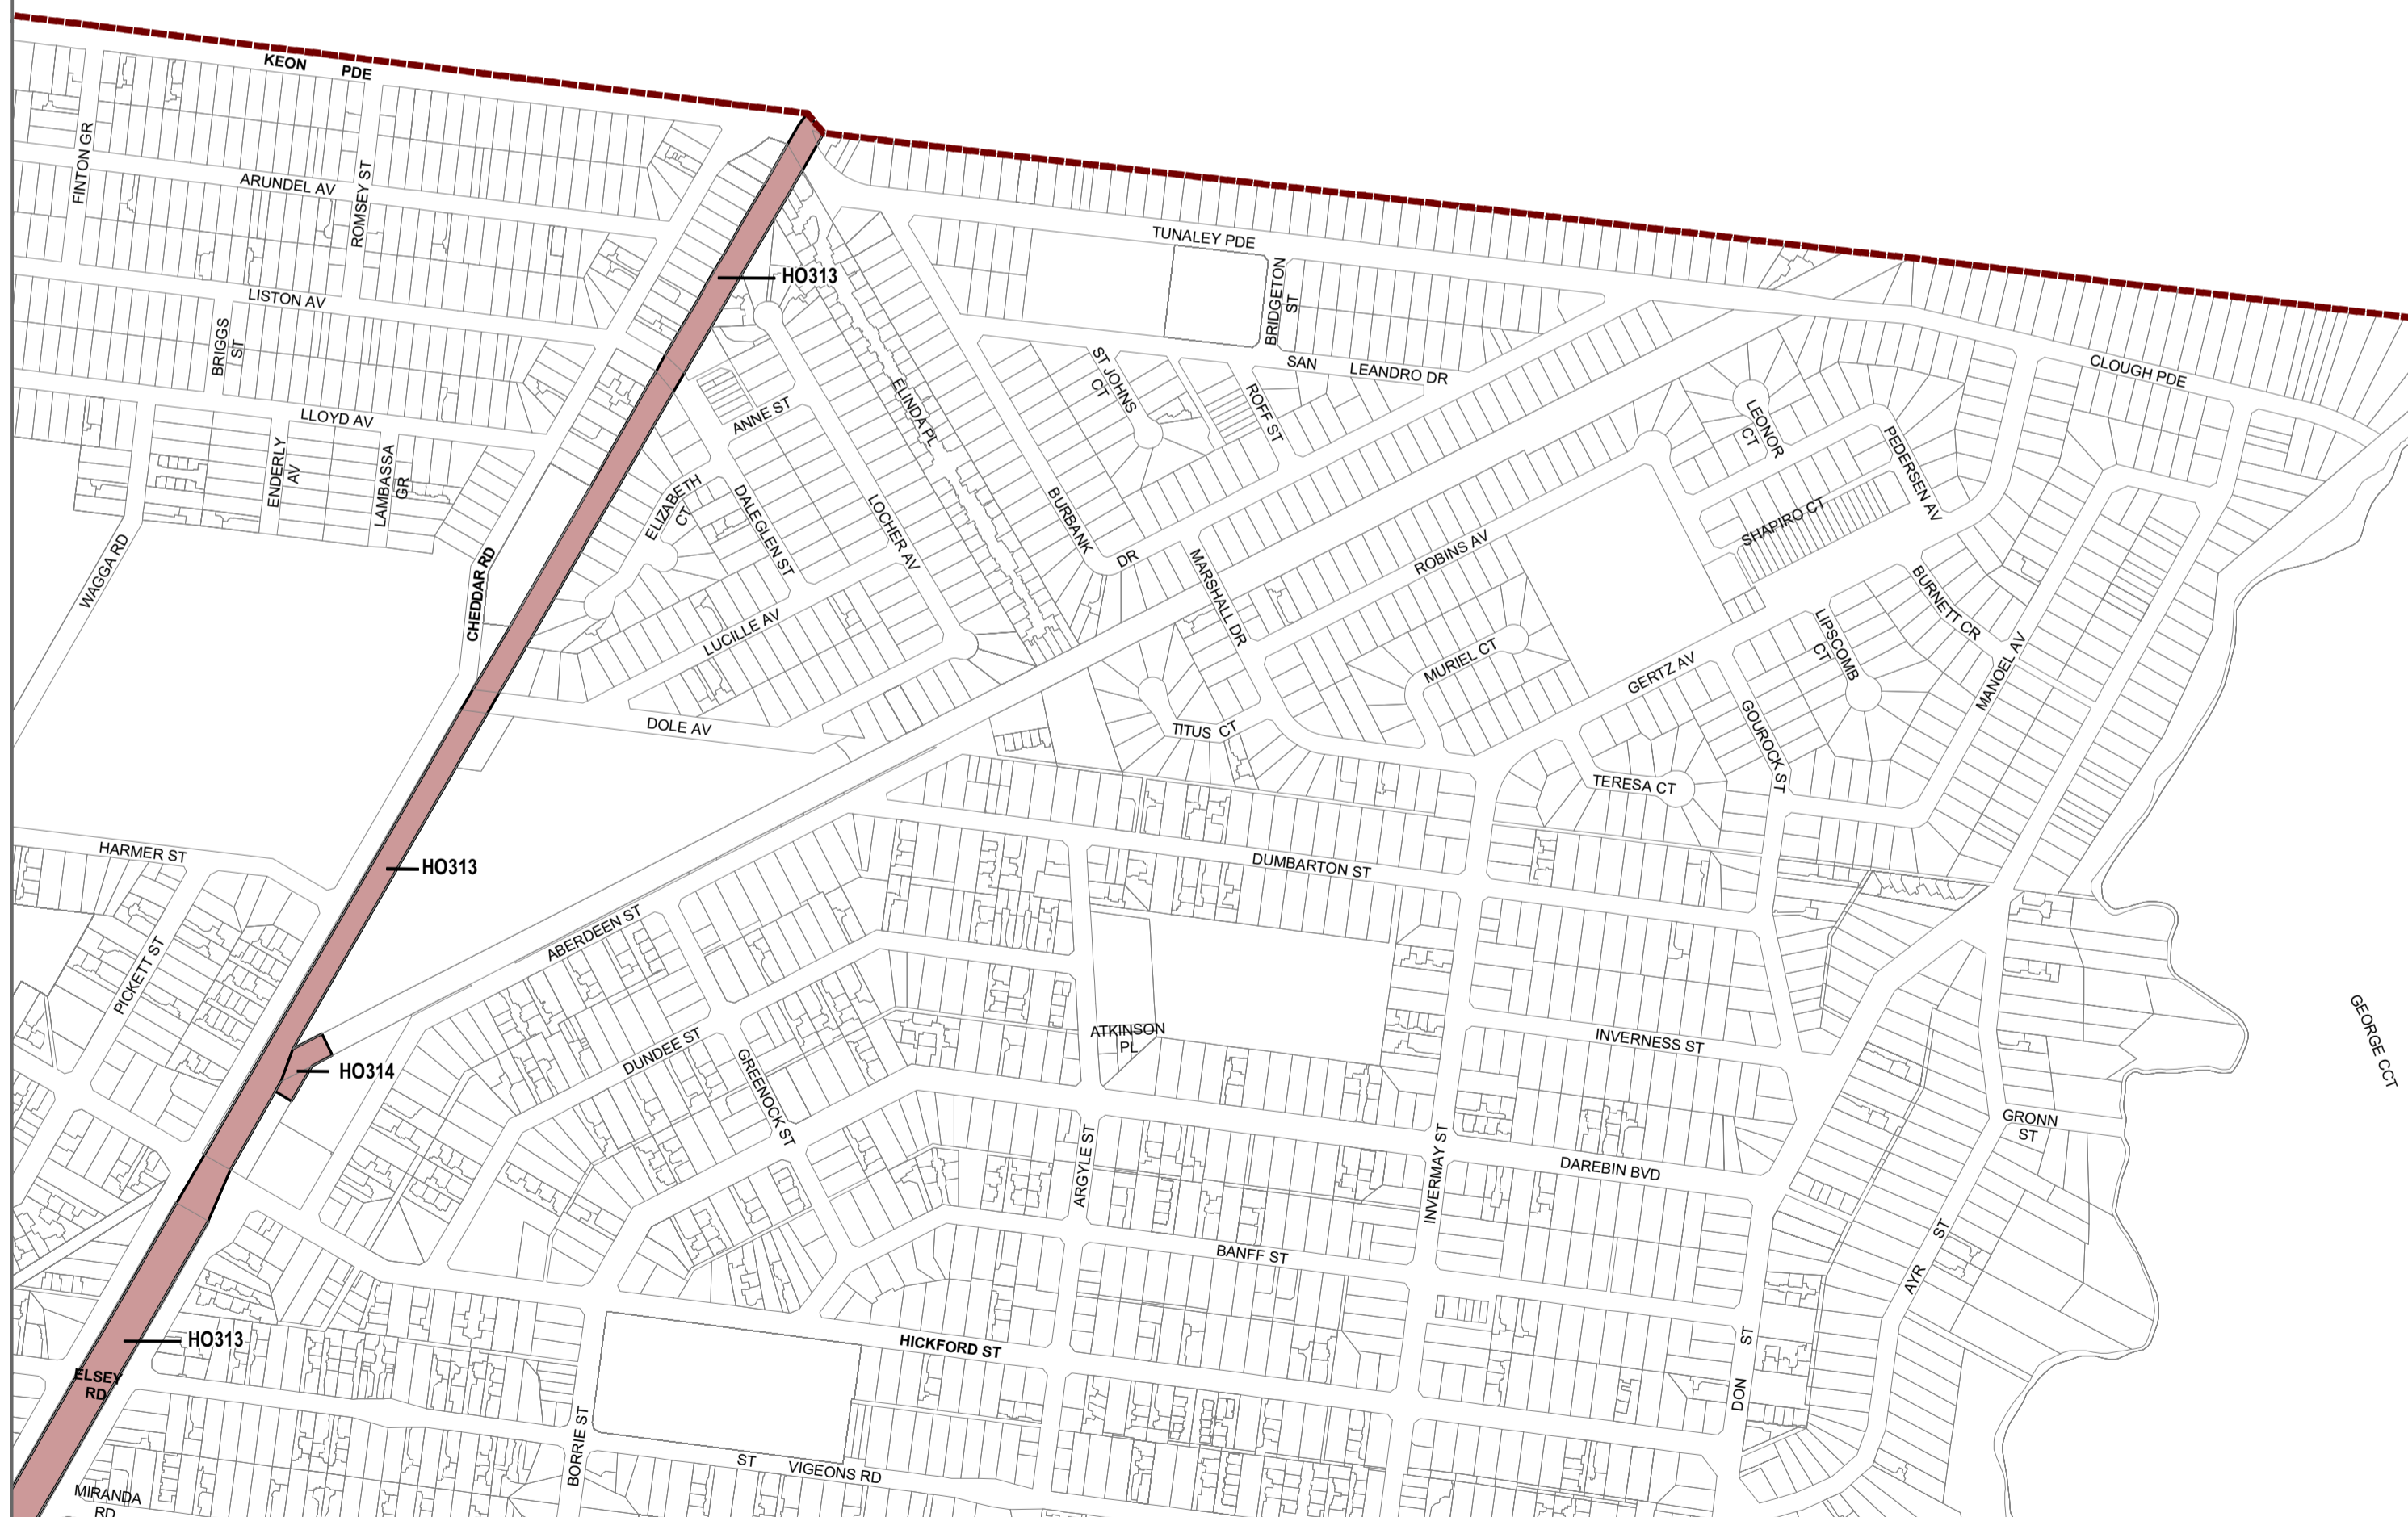 KEON PDE
FINTON GR
ARUNDEL AV
ROMSEY ST
TUNALEY PDE
HO313
BRIDGETON
ST
LISTON AV
BRIGGS
ST
SAN LEANDRO DR
CLOUGH PDE
ST JOHNS
CT
ELINDA PL
ROFF ST
ANNE ST
LLOYD AV
LEONOR
CT
PEDERSEN AV
ENDERLY
AV
LAMBASSA
GR
ELIZABETH
CT
DALEGLEN ST
LOCHER AV
BURBANK
DR
SHAPIRO CT
WAGGA RD
CHEDDAR RD
MARSHALL DR
ROBINS AV
BURNETT CR
LUCILLE AV
MURIEL CT
LIPSCOMB
CT
GERTZ AV
MANOEL AV
DOLE AV
TITUS CT
GOUROCK ST
TERESA CT
HARMER ST
HO313
DUMBARTON ST
ABERDEEN ST
PICKETT ST
ATKINSON
PL
INVERNESS ST
GEORGE CCT
DUNDEE ST
GREENOCK ST
HO314
GRONN
ST
ARGYLE ST
INVERMAY ST
DAREBIN BVD
BANFF ST
AYR ST
HO313
HICKFORD ST
ELSEY
RD
DON ST
BORRIE ST
ST VIGEONS RD
MIRANDA
RD